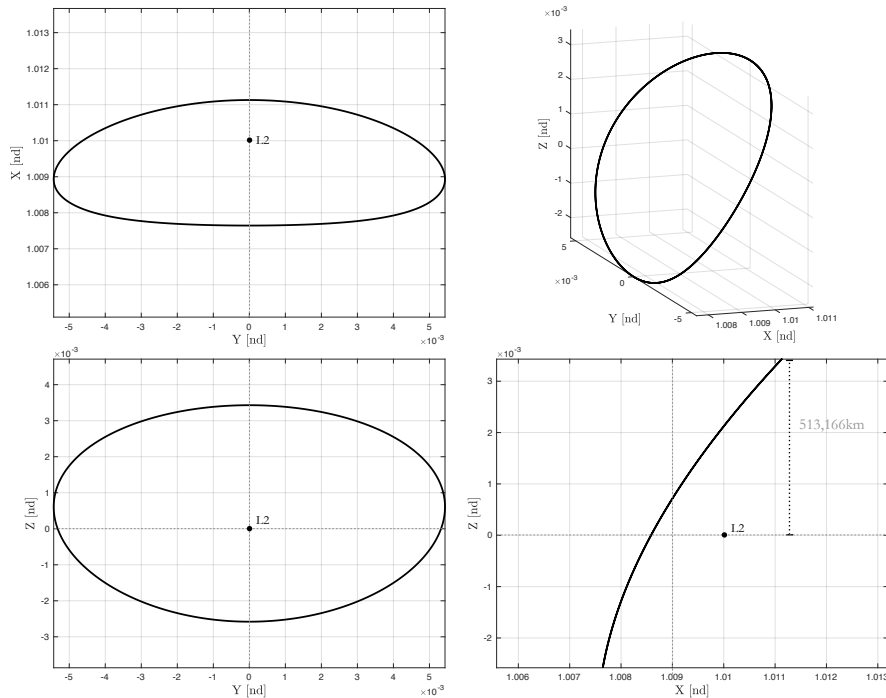 1.013
1.012
1.011
1.01
1.009
1.008
1.007
1.006
X [nd]
L2
-5 -4 -3 -2 -1 0 1 2 3 4 5
Y [nd]
×10⁻³
×10⁻³
3
2
1
0
-1
-2
Z [nd]
5
0
-5
×10⁻³
Y [nd]
1.008 1.009 1.01 1.011
X [nd]
×10⁻³
4
3
2
1
0
-1
-2
-3
Z [nd]
L2
-5 -4 -3 -2 -1 0 1 2 3 4 5
Y [nd]
×10⁻³
×10⁻³
3
2
1
0
-1
-2
Z [nd]
513,166km
L2
1.006 1.007 1.008 1.009 1.01 1.011 1.012 1.013
X [nd]